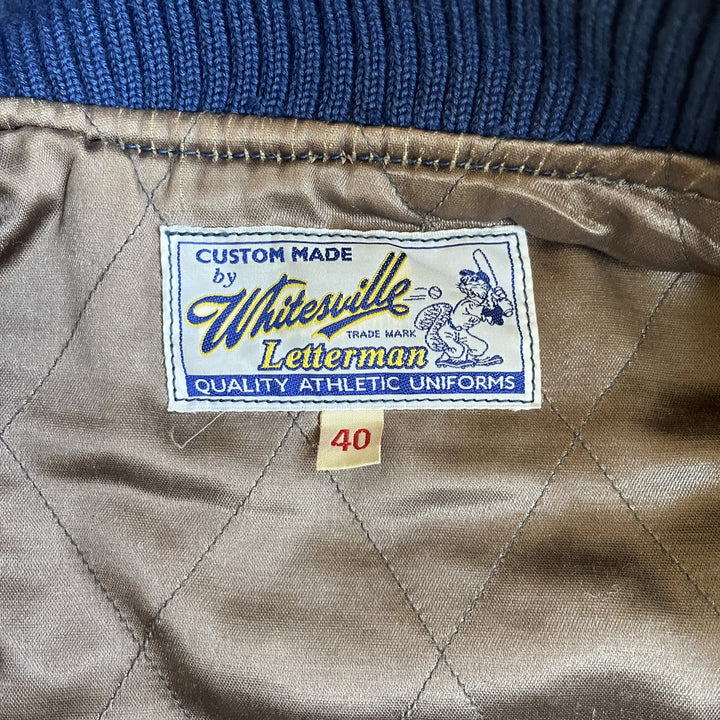 CUSTOM MADE
by
Whitesville
TRADE MARK
Letterman
QUALITY ATHLETIC UNIFORMS
40